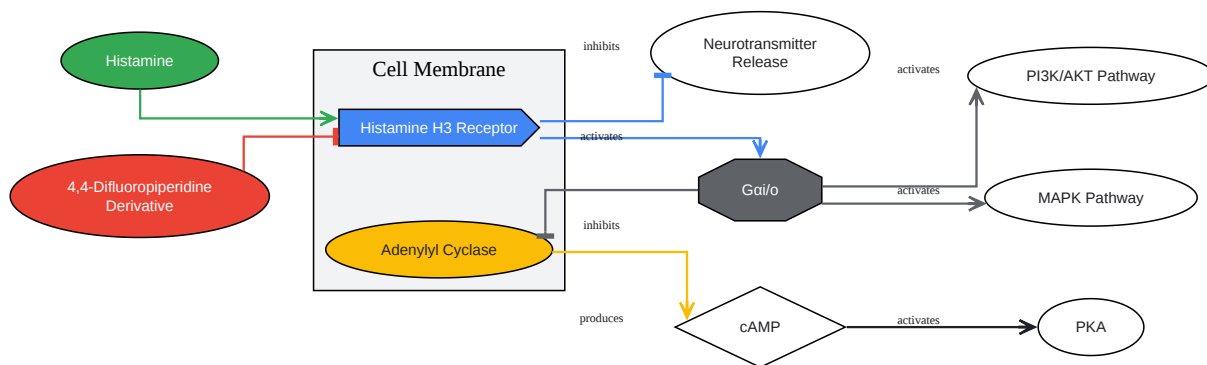 Histamine
4,4-Difluoropiperidine
Derivative
Cell Membrane
Histamine H3 Receptor
Adenylyl Cyclase
inhibits
activates
inhibits
produces
Neurotransmitter
Release
Gαi/o
cAMP
activates
activates
activates
PI3K/AKT Pathway
MAPK Pathway
PKA